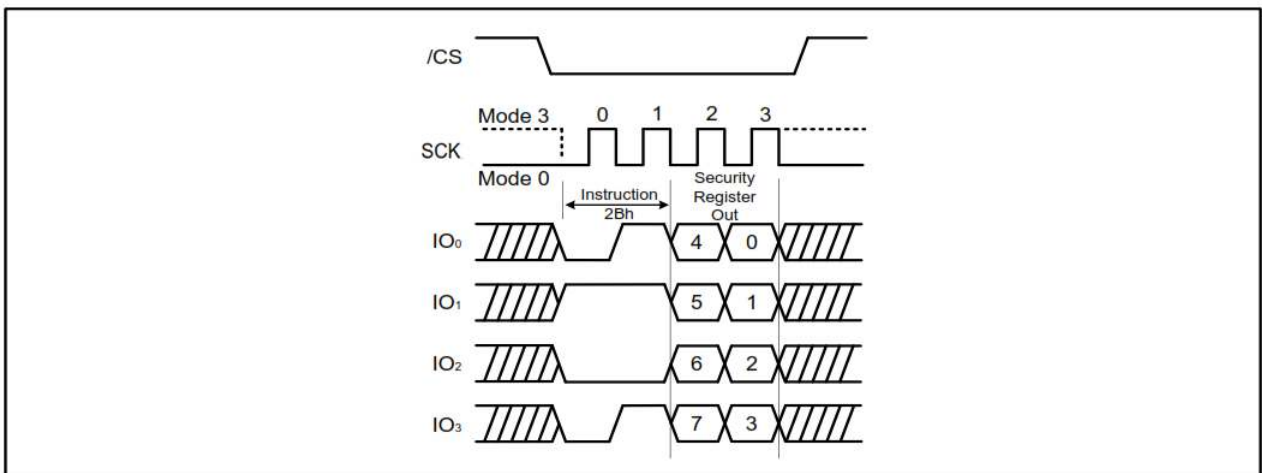 /CS
Mode 3 0 1 2 3
SCK
Mode 0
Instruction
2Bh
Security
Register
Out
IO₀ 4 0
IO₁ 5 1
IO₂ 6 2
IO₃ 7 3